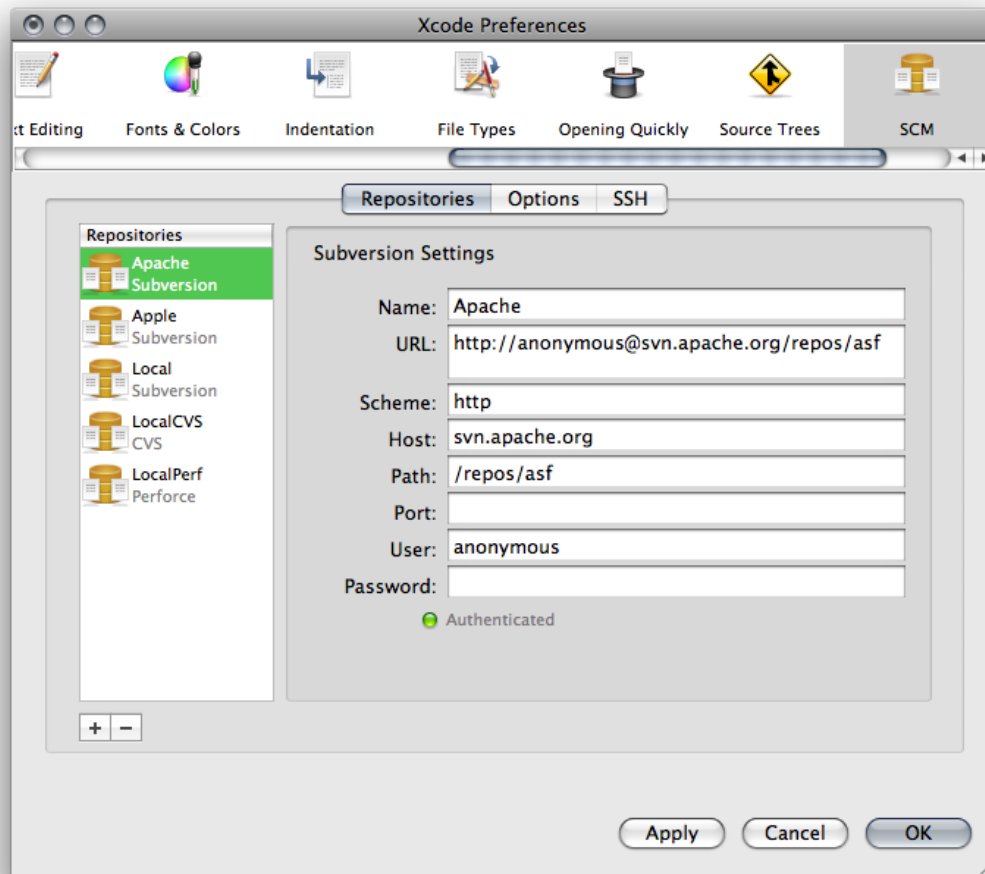 Xcode Preferences
xt Editing Fonts & Colors Indentation File Types Opening Quickly Source Trees SCM
Repositories Options SSH
Repositories
Apache
Subversion
Apple
Subversion
Local
Subversion
LocalCVS
CVS
LocalPerf
Perforce
Subversion Settings
Name: Apache
URL: http://anonymous@svn.apache.org/repos/asf
Scheme: http
Host: svn.apache.org
Path: /repos/asf
Port:
User: anonymous
Password:
Authenticated
+ −
Apply Cancel OK